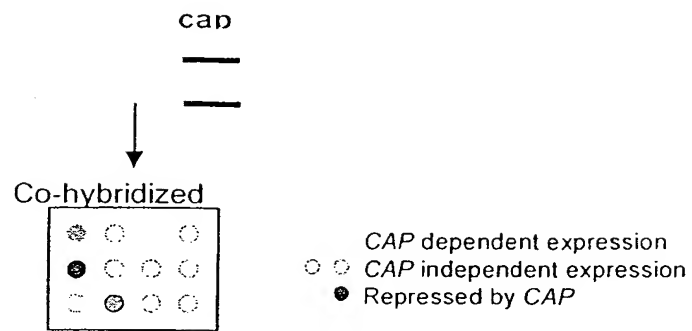 cap
Co-hybridized
CAP dependent expression
CAP independent expression
Repressed by CAP